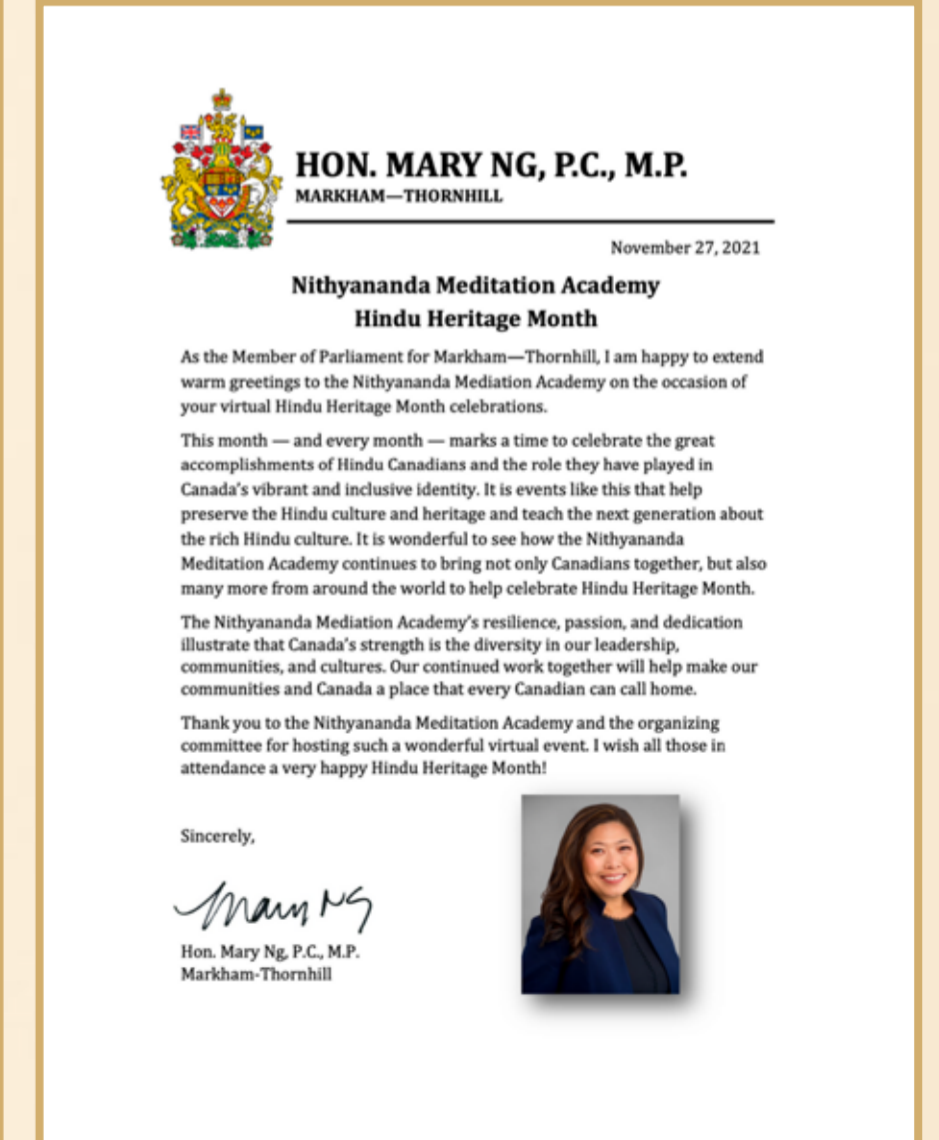 HON. MARY NG, P.C., M.P.
MARKHAM—THORNHILL
November 27, 2021
Nithyananda Meditation Academy
Hindu Heritage Month
As the Member of Parliament for Markham—Thornhill, I am happy to extend
warm greetings to the Nithyananda Mediation Academy on the occasion of
your virtual Hindu Heritage Month celebrations.
This month — and every month — marks a time to celebrate the great
accomplishments of Hindu Canadians and the role they have played in
Canada's vibrant and inclusive identity. It is events like this that help
preserve the Hindu culture and heritage and teach the next generation about
the rich Hindu culture. It is wonderful to see how the Nithyananda
Meditation Academy continues to bring not only Canadians together, but also
many more from around the world to help celebrate Hindu Heritage Month.
The Nithyananda Mediation Academy's resilience, passion, and dedication
illustrate that Canada's strength is the diversity in our leadership,
communities, and cultures. Our continued work together will help make our
communities and Canada a place that every Canadian can call home.
Thank you to the Nithyananda Meditation Academy and the organizing
committee for hosting such a wonderful virtual event. I wish all those in
attendance a very happy Hindu Heritage Month!
Sincerely,
Mary Ng
Hon. Mary Ng, P.C., M.P.
Markham-Thornhill